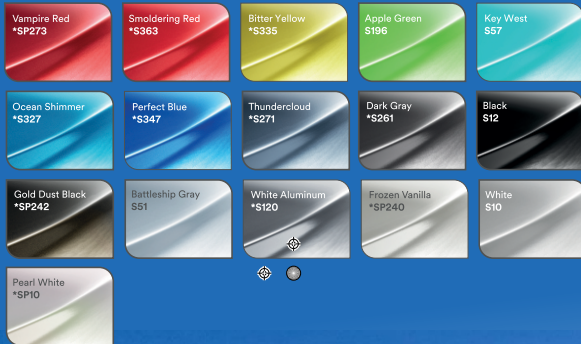 Vampire Red
*SP273
Smoldering Red
*S363
Bitter Yellow
*S335
Apple Green
S196
Key West
S57
Ocean Shimmer
*S327
Perfect Blue
*S347
Thundercloud
*S271
Dark Gray
*S261
Black
S12
Gold Dust Black
*SP242
Battleship Gray
S51
White Aluminum
*S120
Frozen Vanilla
*SP240
White
S10
Pearl White
*SP10